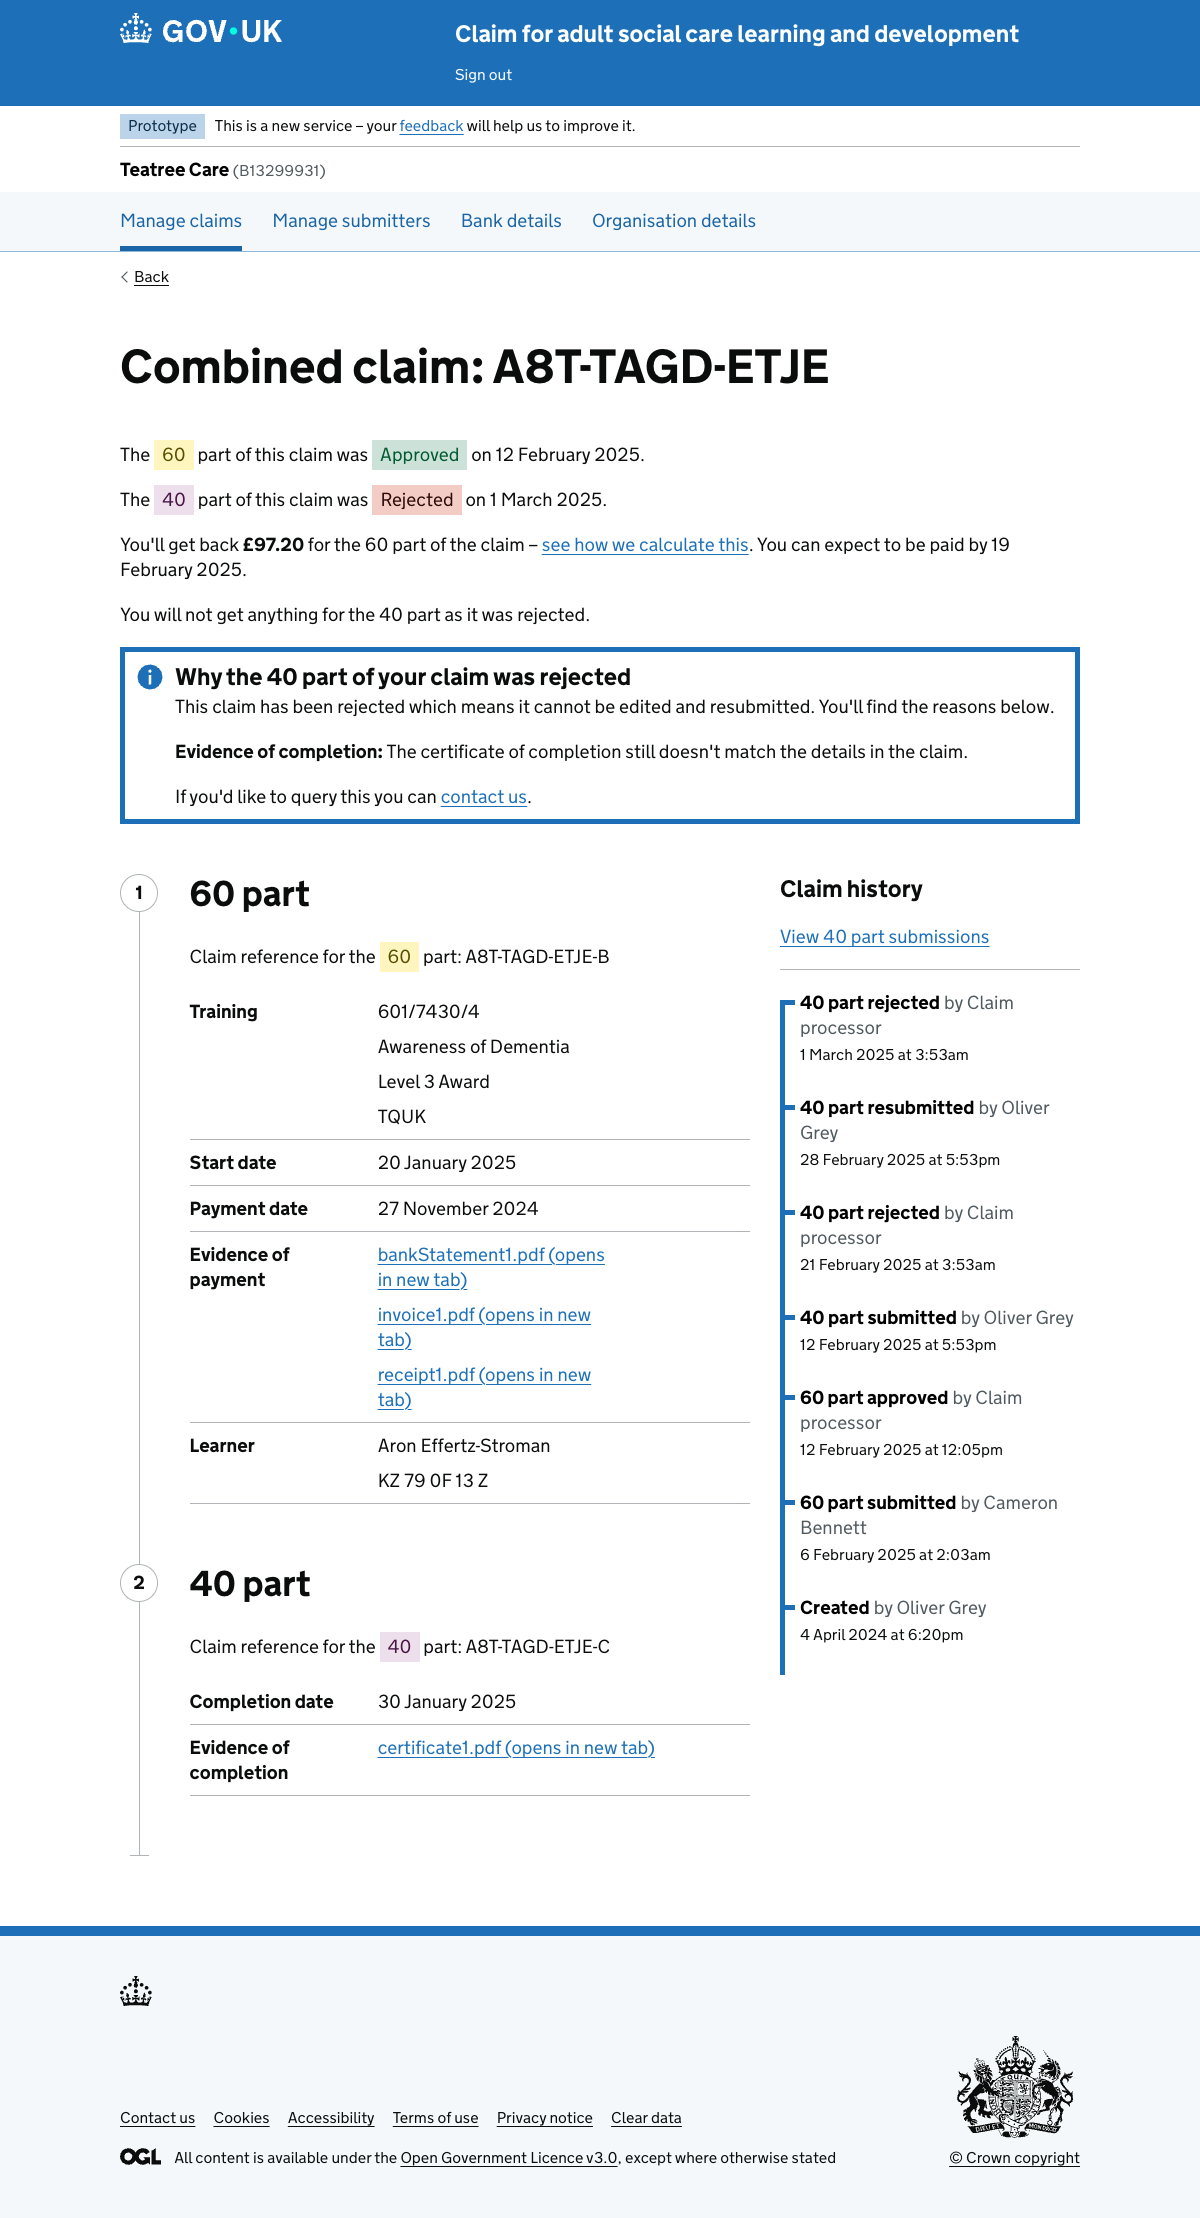 GOV·UK
Claim for adult social care learning and development
Sign out
Prototype This is a new service – your feedback will help us to improve it.
Teatree Care (B13299931)
Manage claims Manage submitters Bank details Organisation details
Back
Combined claim: A8T-TAGD-ETJE
The 60 part of this claim was Approved on 12 February 2025.
The 40 part of this claim was Rejected on 1 March 2025.
You'll get back £97.20 for the 60 part of the claim – see how we calculate this. You can expect to be paid by 19
February 2025.
You will not get anything for the 40 part as it was rejected.
Why the 40 part of your claim was rejected
This claim has been rejected which means it cannot be edited and resubmitted. You'll find the reasons below.
Evidence of completion: The certificate of completion still doesn't match the details in the claim.
If you'd like to query this you can contact us.
1
60 part
Claim reference for the 60 part: A8T-TAGD-ETJE-B
Training 601/7430/4
Awareness of Dementia
Level 3 Award
TQUK
Start date 20 January 2025
Payment date 27 November 2024
Evidence of
payment
bankStatement1.pdf (opens
in new tab)
invoice1.pdf (opens in new
tab)
receipt1.pdf (opens in new
tab)
Learner Aron Effertz-Stroman
KZ 79 0F 13 Z
2
40 part
Claim reference for the 40 part: A8T-TAGD-ETJE-C
Completion date 30 January 2025
Evidence of
completion
certificate1.pdf (opens in new tab)
Claim history
View 40 part submissions
40 part rejected by Claim
processor
1 March 2025 at 3:53am
40 part resubmitted by Oliver
Grey
28 February 2025 at 5:53pm
40 part rejected by Claim
processor
21 February 2025 at 3:53am
40 part submitted by Oliver Grey
12 February 2025 at 5:53pm
60 part approved by Claim
processor
12 February 2025 at 12:05pm
60 part submitted by Cameron
Bennett
6 February 2025 at 2:03am
Created by Oliver Grey
4 April 2024 at 6:20pm
Contact us Cookies Accessibility Terms of use Privacy notice Clear data
OGL All content is available under the Open Government Licence v3.0, except where otherwise stated
© Crown copyright